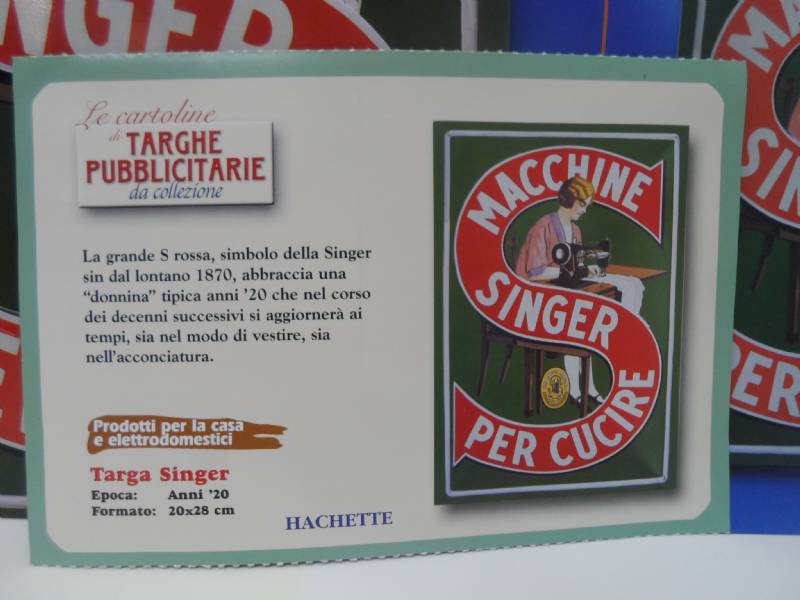 Le cartoline
di TARGHE
PUBBLICITARIE
da collezione
La grande S rossa, simbolo della Singer
sin dal lontano 1870, abbraccia una
“donnina” tipica anni ’20 che nel corso
dei decenni successivi si aggiornerà ai
tempi, sia nel modo di vestire, sia
nell’acconciatura.
Prodotti per la casa
e elettrodomestici
Targa Singer
Epoca: Anni ’20
Formato: 20x28 cm
HACHETTE
MACCHINE
SINGER
PER CUCIRE